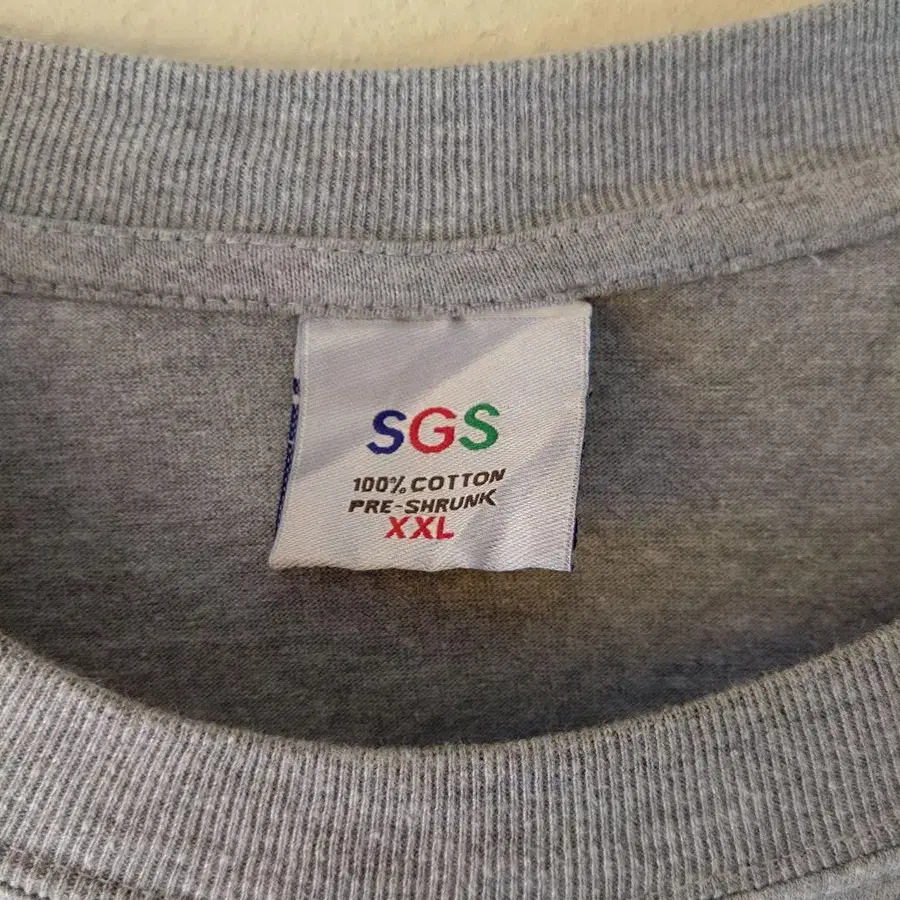 SGS
100% COTTON
PRE-SHRUNK
XXL